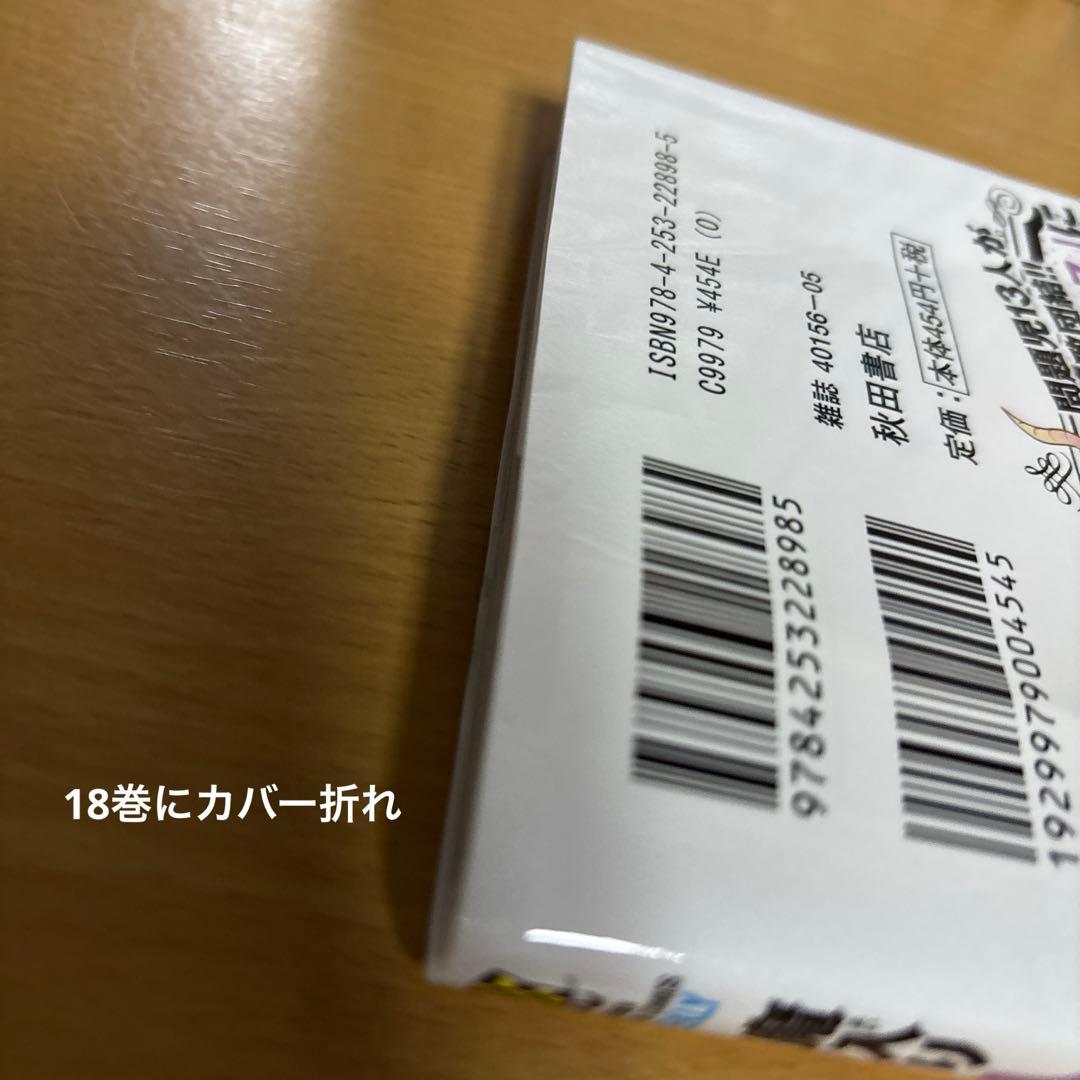 ISBN978-4-253-22898-5
C9979 ¥454E (0)
雑誌 40156-05
秋田書店
定価：本体454円+税
問題児13人が
9784253228985
1929979004545
18巻にカバー折れ